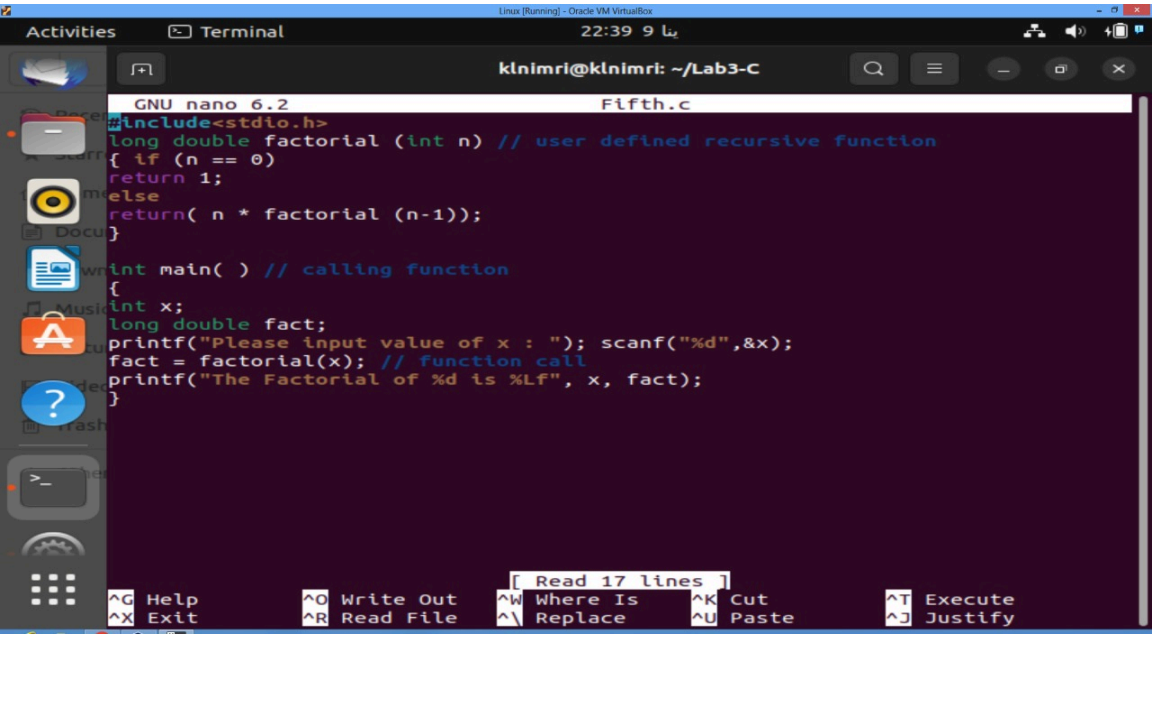 Linux [Running] - Oracle VM VirtualBox
Activities Terminal 22:39 9 ينا
klnimri@klnimri: ~/Lab3-C
GNU nano 6.2 Fifth.c
#include<stdio.h>
long double factorial (int n) // user defined recursive function
{ if (n == 0)
return 1;
else
return( n * factorial (n-1));
}
int main( ) // calling function
{
int x;
long double fact;
printf("Please input value of x : "); scanf("%d",&x);
fact = factorial(x); // function call
printf("The Factorial of %d is %Lf", x, fact);
}
[ Read 17 lines ]
^G Help ^O Write Out ^W Where Is ^K Cut ^T Execute
^X Exit ^R Read File ^\ Replace ^U Paste ^J Justify